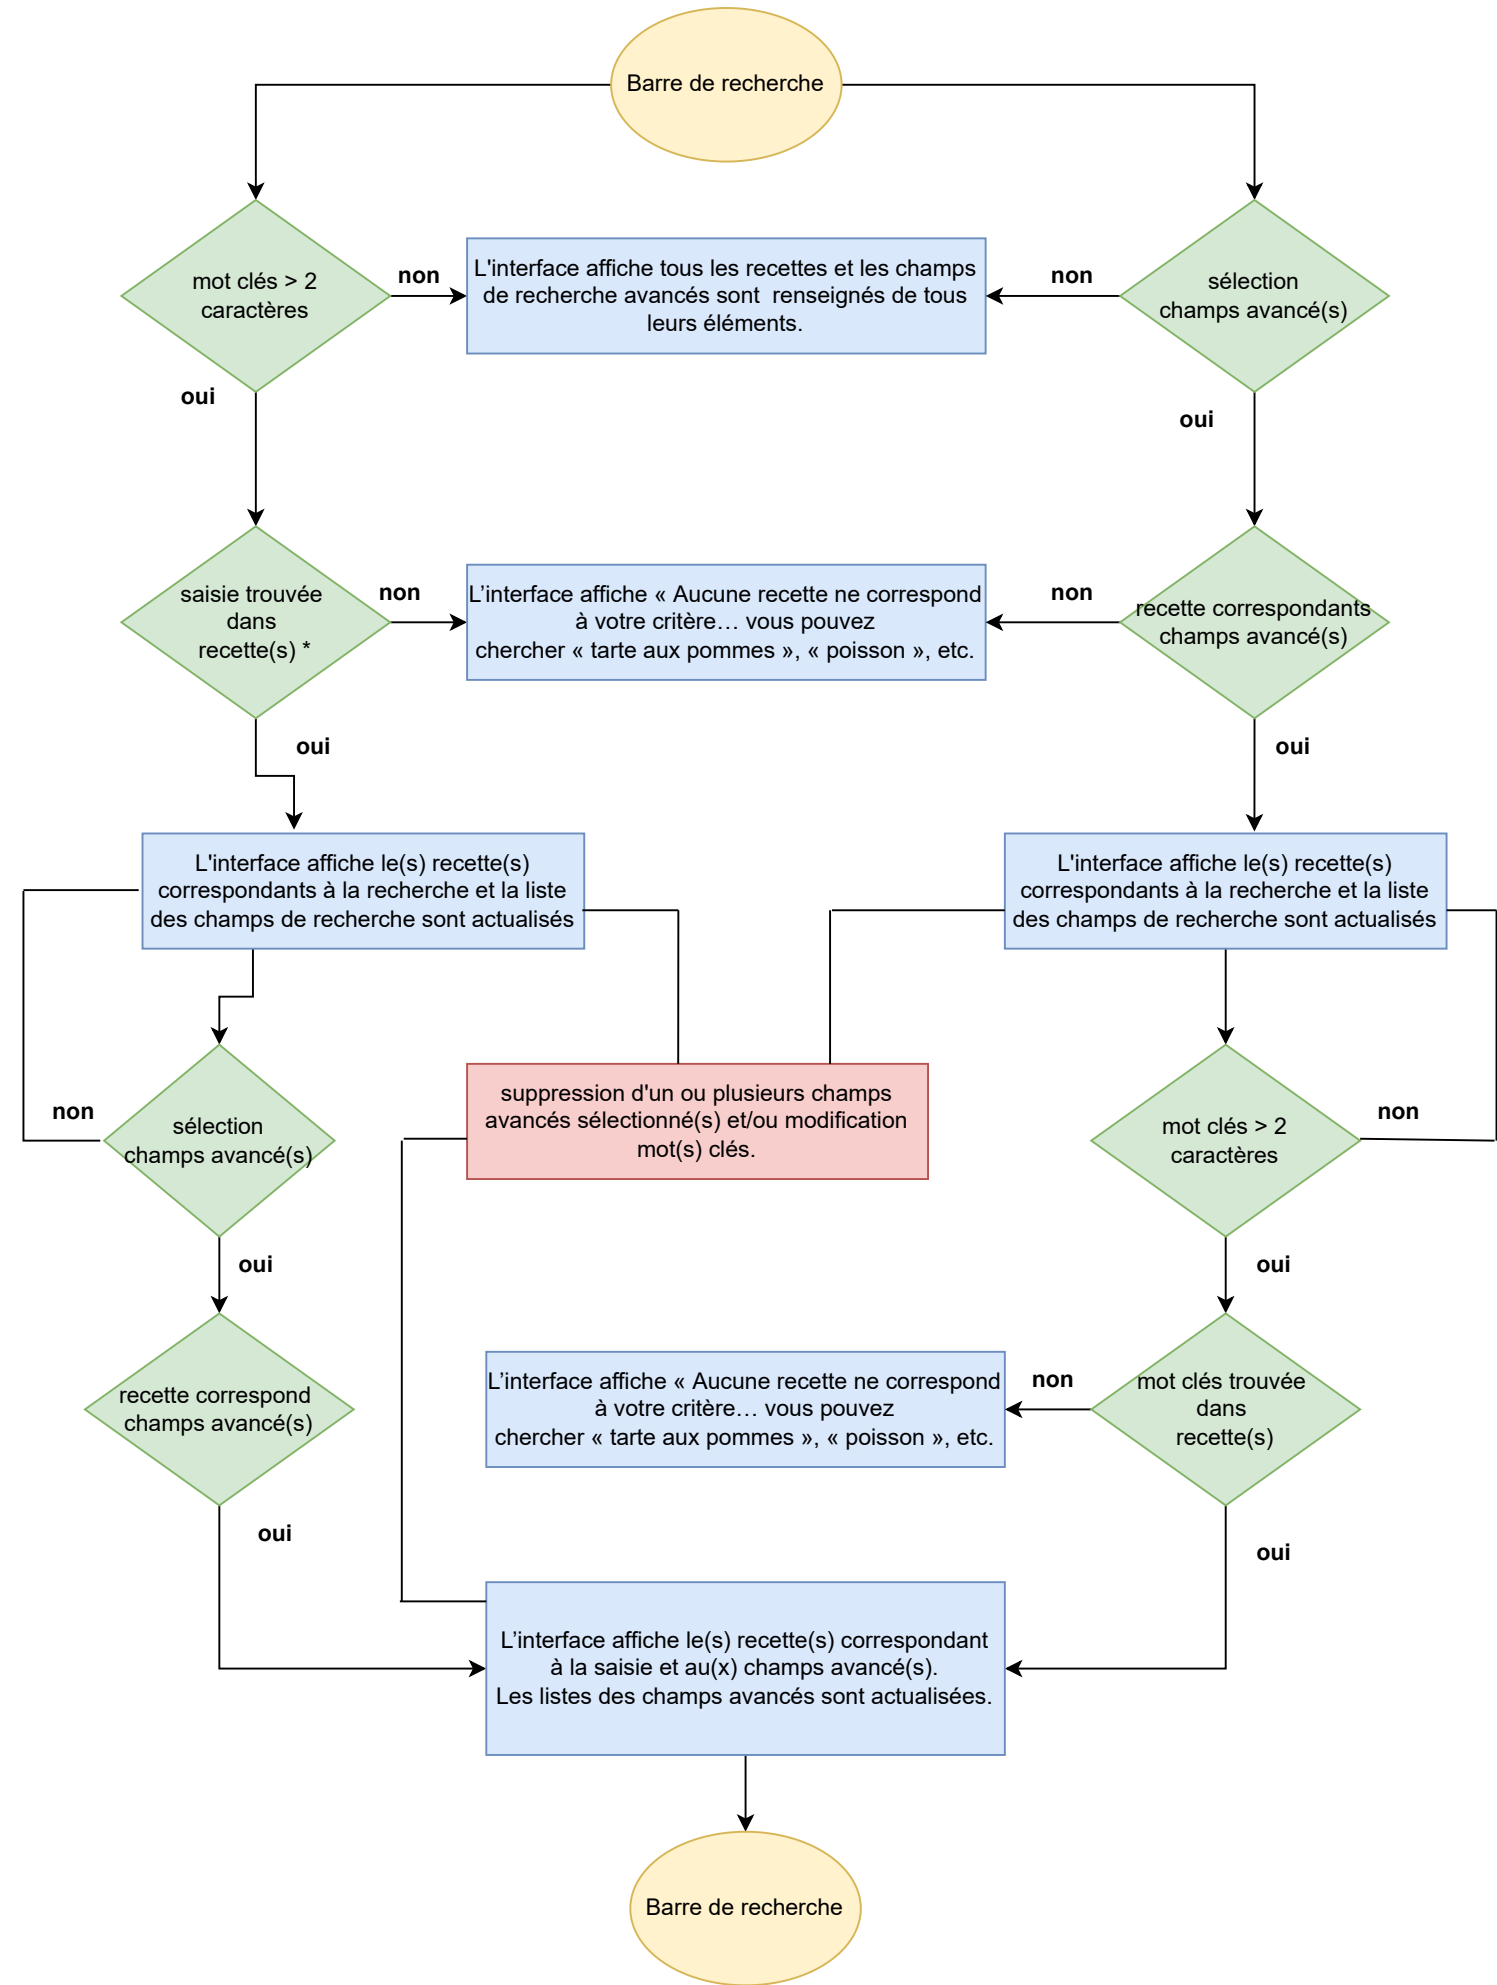 Barre de recherche
mot clés > 2
caractères
non
L'interface affiche tous les recettes et les champs
de recherche avancés sont  renseignés de tous
leurs éléments.
non
sélection
champs avancé(s)
oui
oui
saisie trouvée
dans
recette(s) *
non
L’interface affiche « Aucune recette ne correspond
à votre critère… vous pouvez
chercher « tarte aux pommes », « poisson », etc.
non
recette correspondants
champs avancé(s)
oui
oui
L'interface affiche le(s) recette(s)
correspondants à la recherche et la liste
des champs de recherche sont actualisés
L'interface affiche le(s) recette(s)
correspondants à la recherche et la liste
des champs de recherche sont actualisés
non
sélection
champs avancé(s)
suppression d'un ou plusieurs champs
avancés sélectionné(s) et/ou modification
mot(s) clés.
mot clés > 2
caractères
non
oui
oui
recette correspond
champs avancé(s)
L’interface affiche « Aucune recette ne correspond
à votre critère… vous pouvez
chercher « tarte aux pommes », « poisson », etc.
non
mot clés trouvée
dans
recette(s)
oui
oui
L’interface affiche le(s) recette(s) correspondant
à la saisie et au(x) champs avancé(s).
Les listes des champs avancés sont actualisées.
Barre de recherche